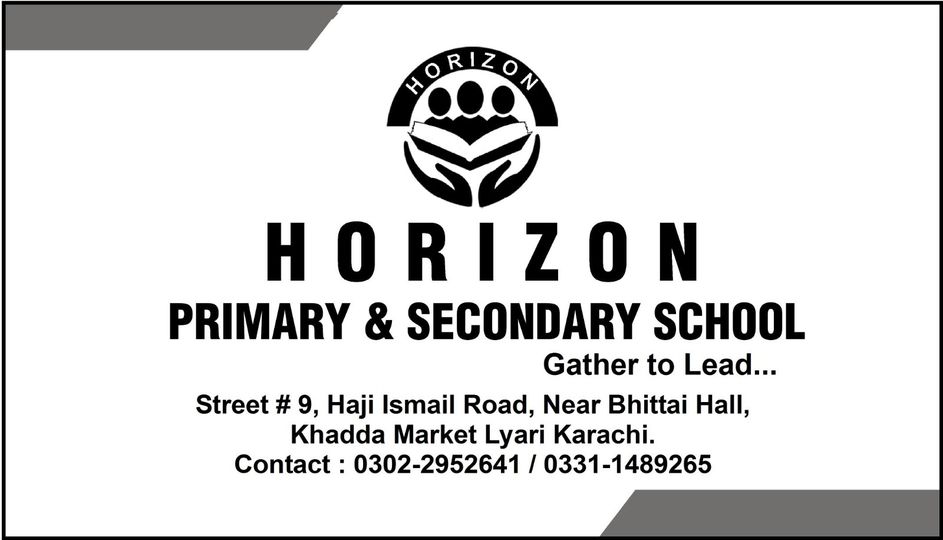 HORIZON
HORIZON
PRIMARY & SECONDARY SCHOOL
Gather to Lead...
Street # 9, Haji Ismail Road, Near Bhittai Hall,
Khadda Market Lyari Karachi.
Contact : 0302-2952641 / 0331-1489265